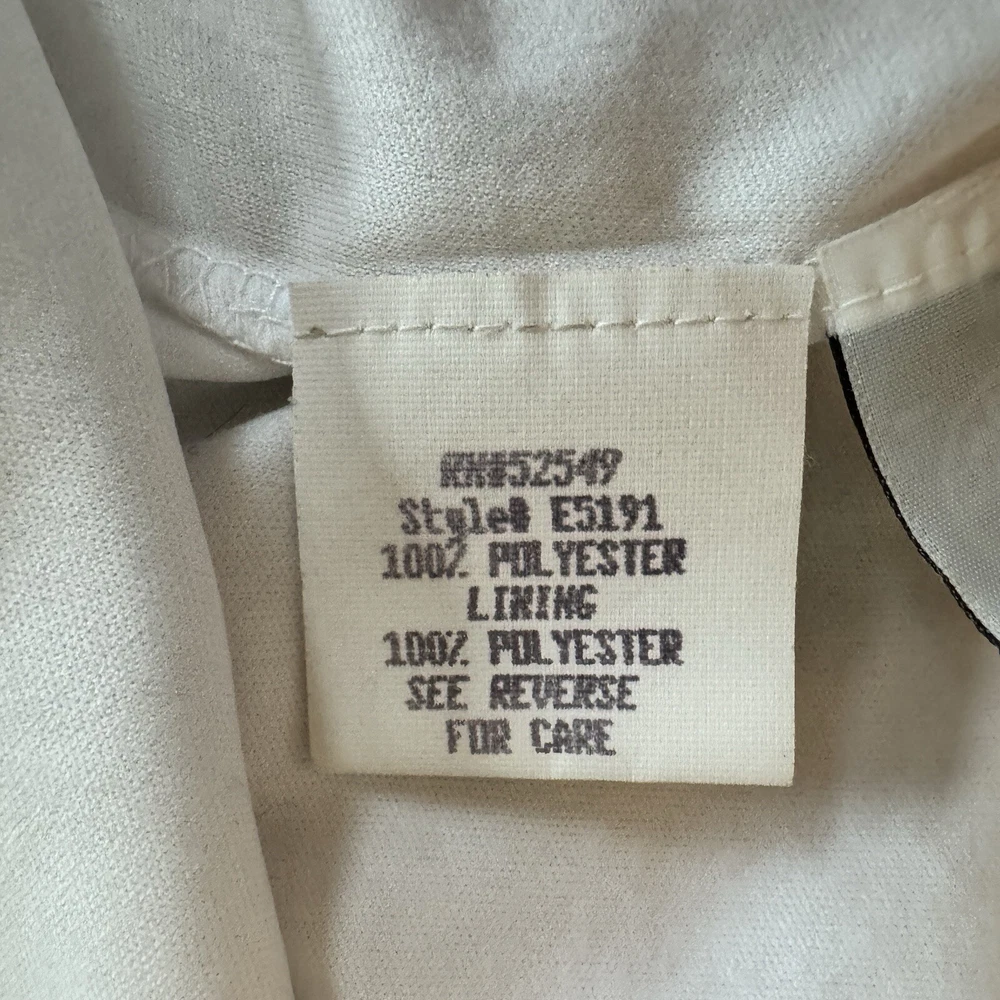 RN#52549
Style# E5191
100% POLYESTER
LINING
100% POLYESTER
SEE REVERSE
FOR CARE